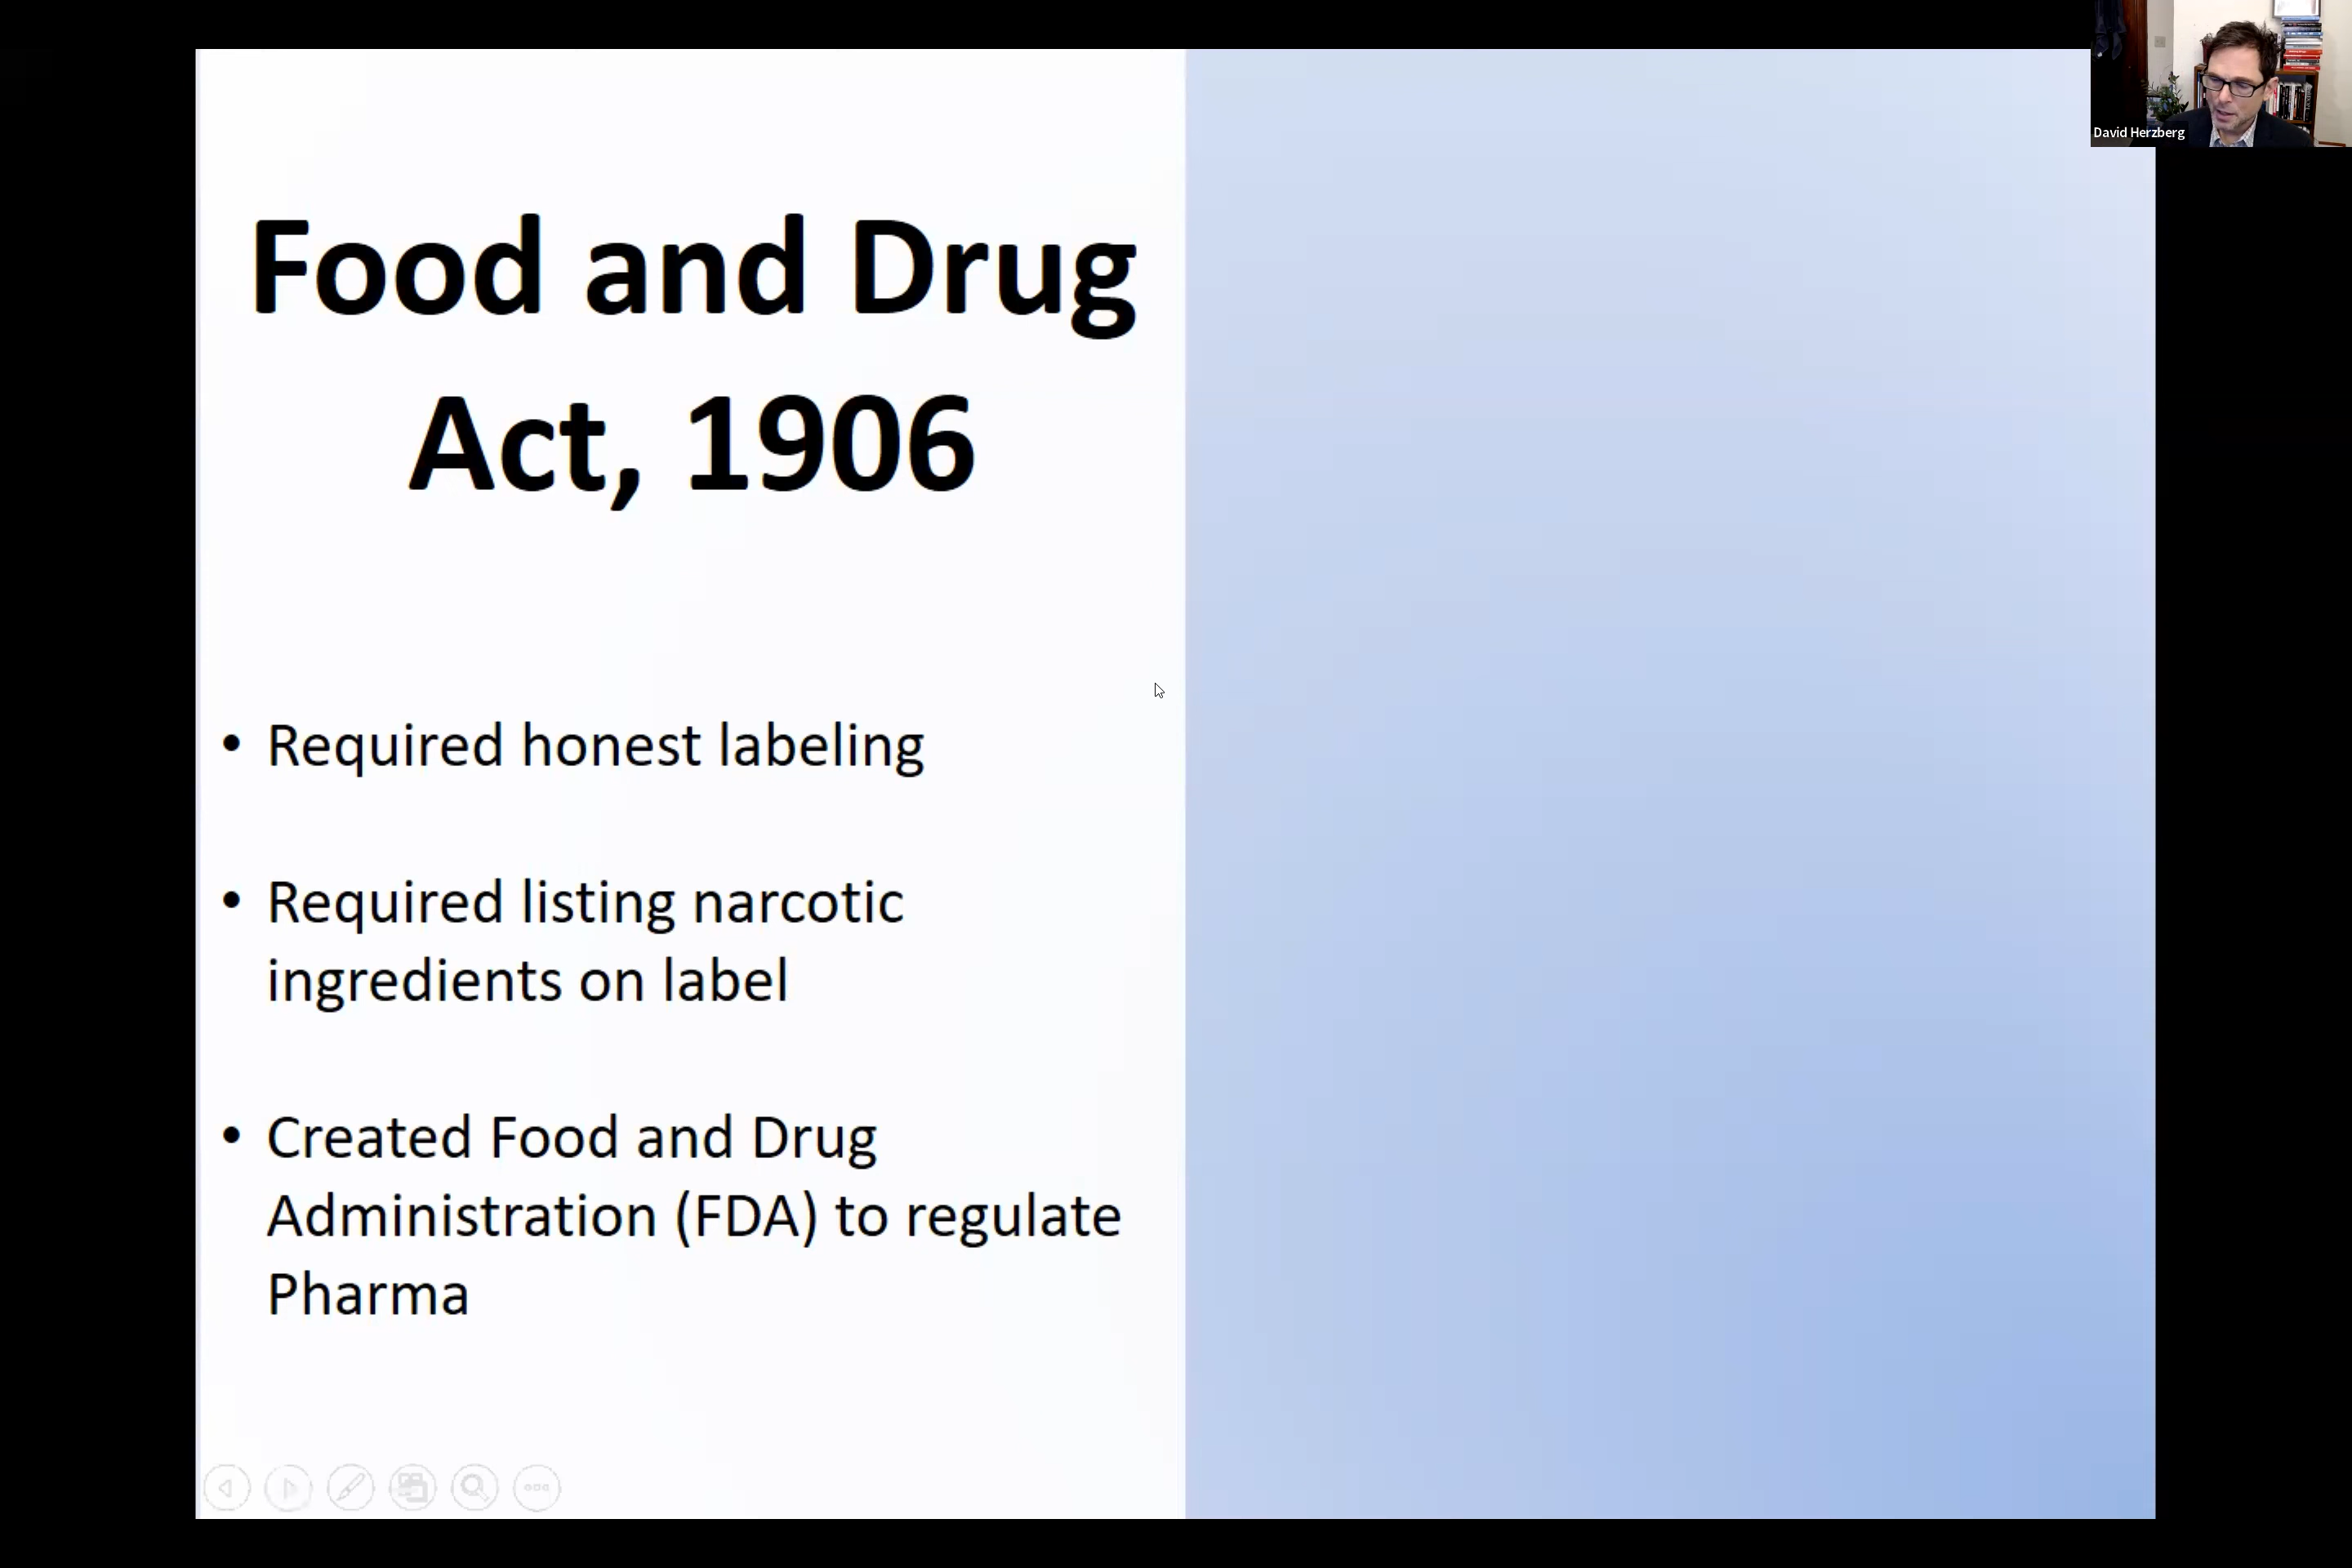 David Herzberg
Food and Drug
Act, 1906
• Required honest labeling
• Required listing narcotic
ingredients on label
• Created Food and Drug
Administration (FDA) to regulate
Pharma